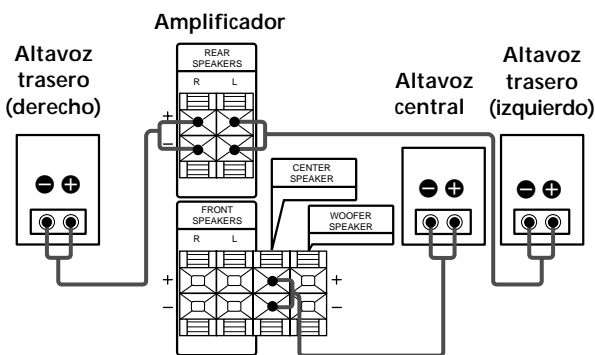 Amplificador
Altavoz
trasero
(derecho)
REAR
SPEAKERS
R L
+
−
Altavoz
central
Altavoz
trasero
(izquierdo)
− +
CENTER
SPEAKER
− +
− +
FRONT
SPEAKERS
R L
WOOFER
SPEAKER
+ +
− −